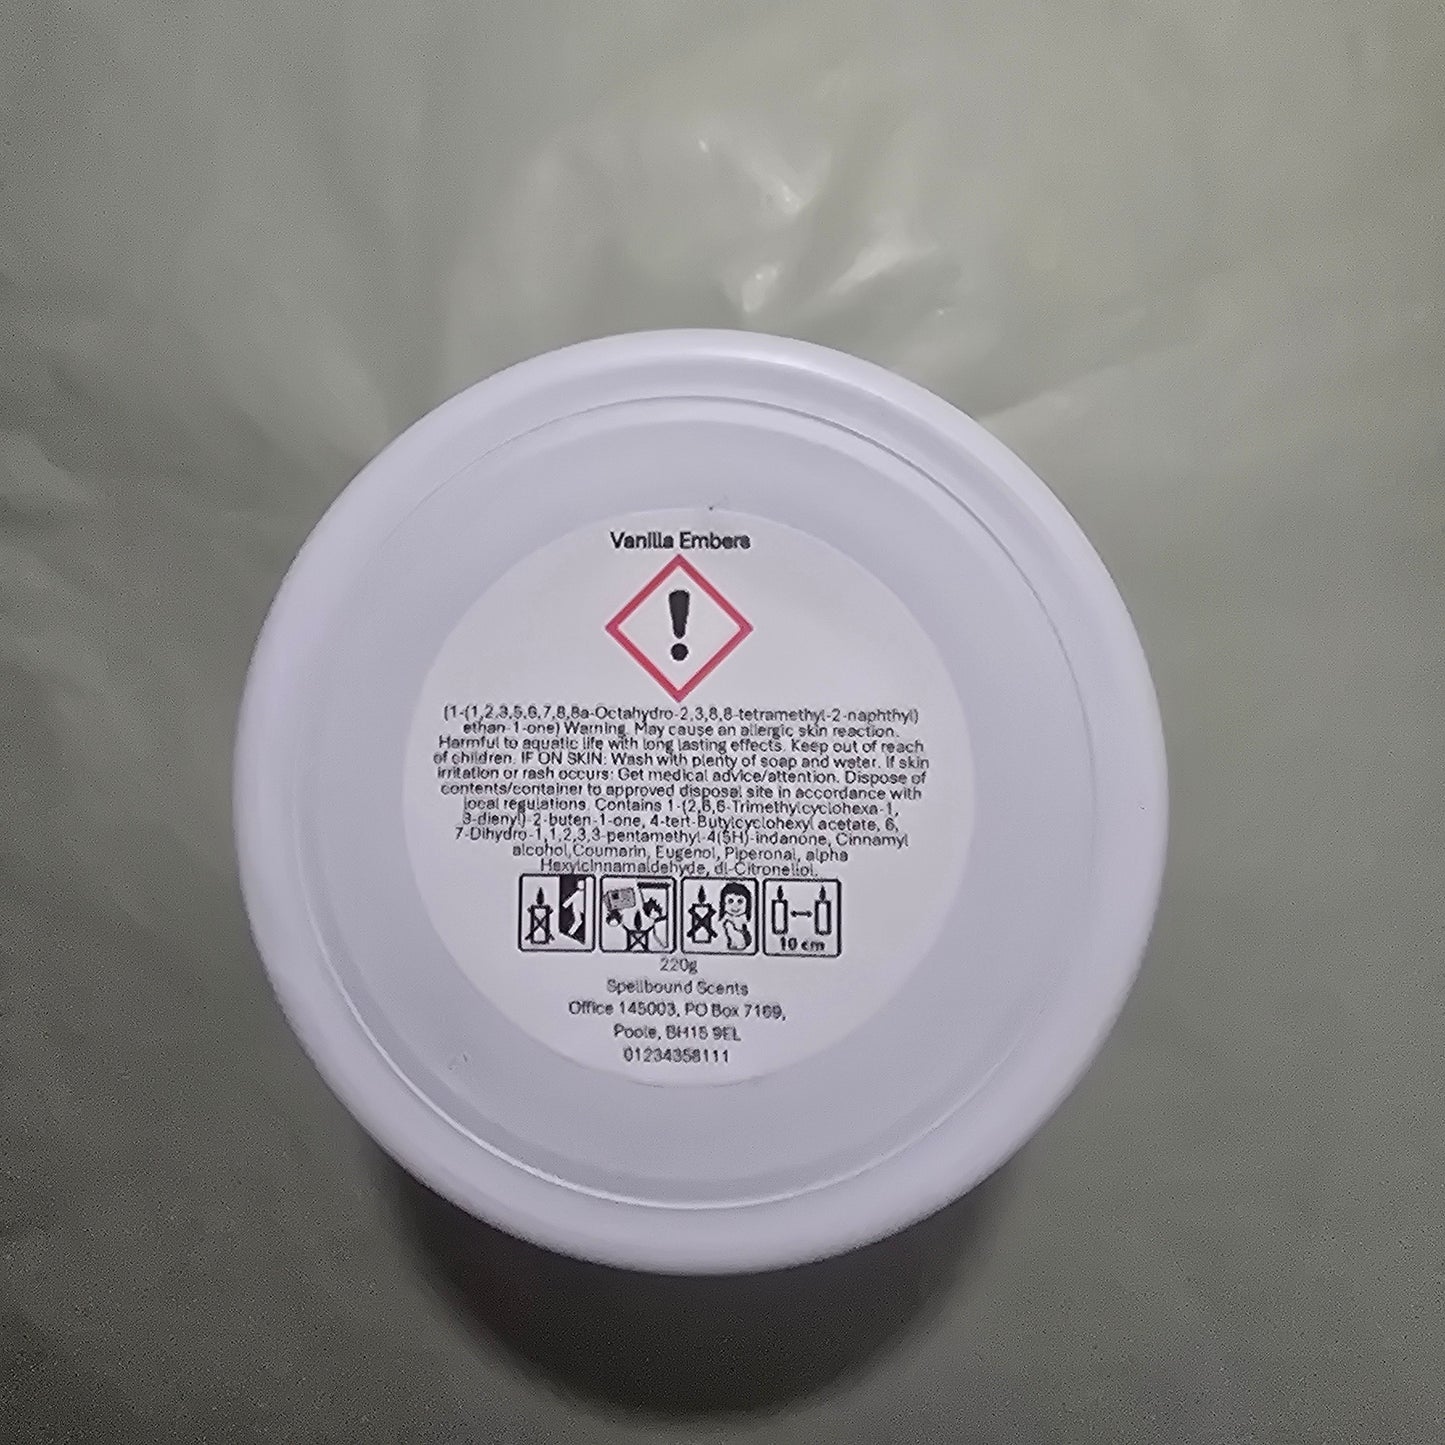 Vanilla Embers
(1-(1,2,3,5,6,7,8,8a-Octahydro-2,3,8,8-tetramethyl-2-naphthyl)
ethan-1-one) Warning. May cause an allergic skin reaction.
Harmful to aquatic life with long lasting effects. Keep out of reach
of children. IF ON SKIN: Wash with plenty of soap and water. If skin
irritation or rash occurs: Get medical advice/attention. Dispose of
contents/container to approved disposal site in accordance with
local regulations. Contains 1-(2,6,6-Trimethylcyclohexa-1,
3-dienyl)-2-buten-1-one, 4-tert-Butylcyclohexyl acetate, 6,
7-Dihydro-1,1,2,3,3-pentamethyl-4(5H)-indanone, Cinnamyl
alcohol,Coumarin, Eugenol, Piperonal, alpha
Hexylcinnamaldehyde, dl-Citronellol.
10 cm
220g
Spellbound Scents
Office 145003, PO Box 7169,
Poole, BH15 9EL
01234358111